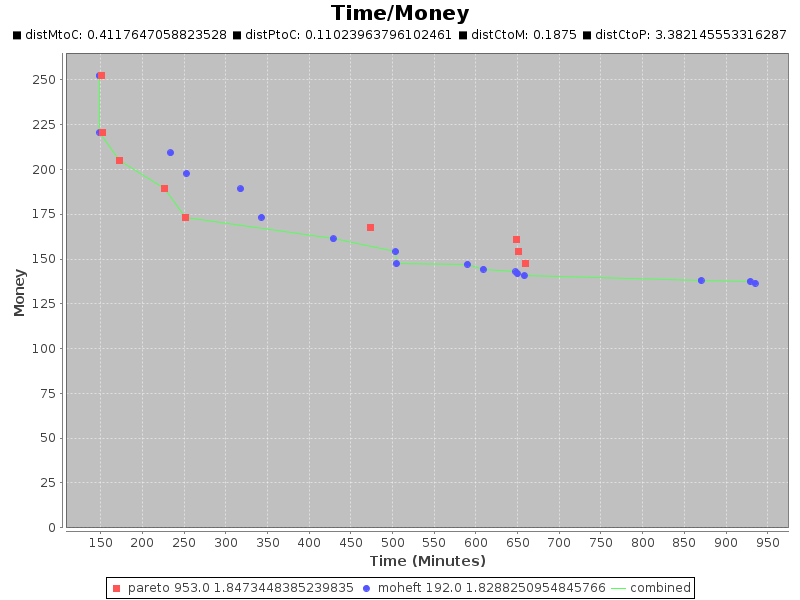 Time/Money
distMtoC: 0.4117647058823528 distPtoC: 0.11023963796102461 distCtoM: 0.1875 distCtoP: 3.382145553316287
250
225
200
175
150
125
100
75
50
25
0
Money
150 200 250 300 350 400 450 500 550 600 650 700 750 800 850 900 950
Time (Minutes)
pareto 953.0 1.8473448385239835 moheft 192.0 1.8288250954845766 combined